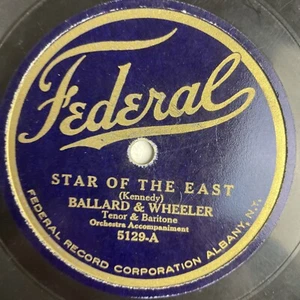 Federal
STAR OF THE EAST
(Kennedy)
BALLARD & WHEELER
Tenor & Baritone
Orchestra Accompaniment
5129-A
FEDERAL RECORD CORPORATION ALBANY, N.Y.